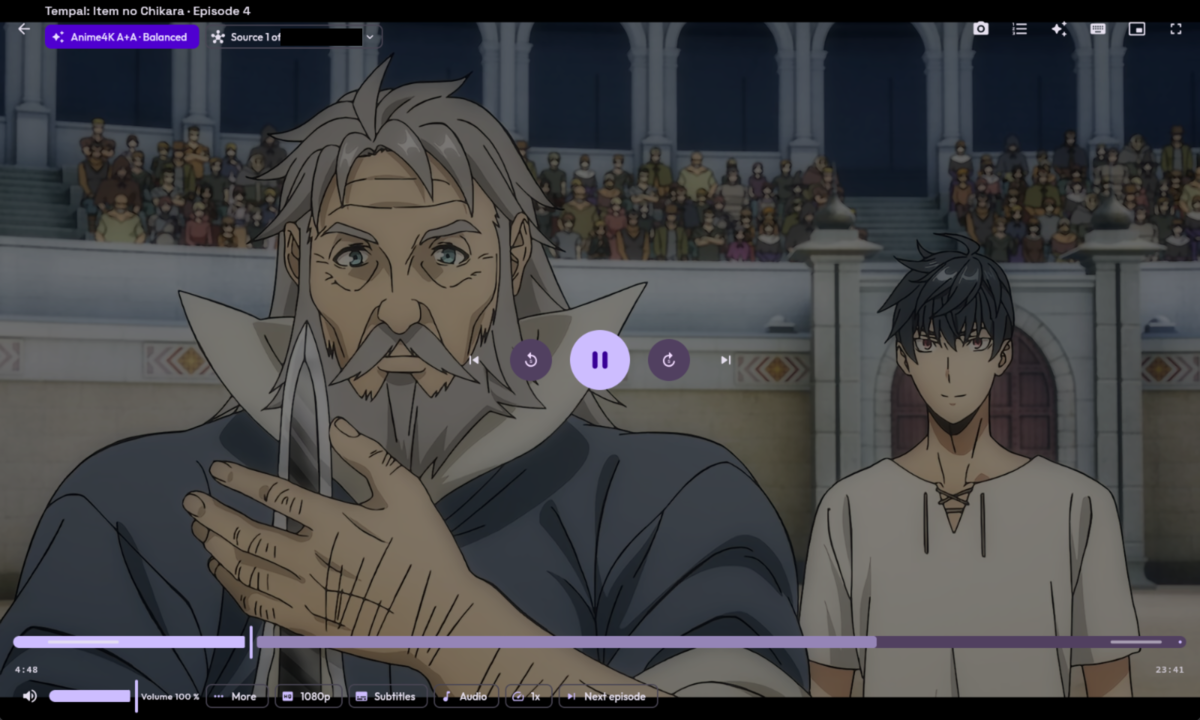 Tempal: Item no Chikara · Episode 4
Anime4K A+A · Balanced
Source 1 of
4:48
23:41
Volume 100 %
More
1080p
Subtitles
Audio
1x
Next episode